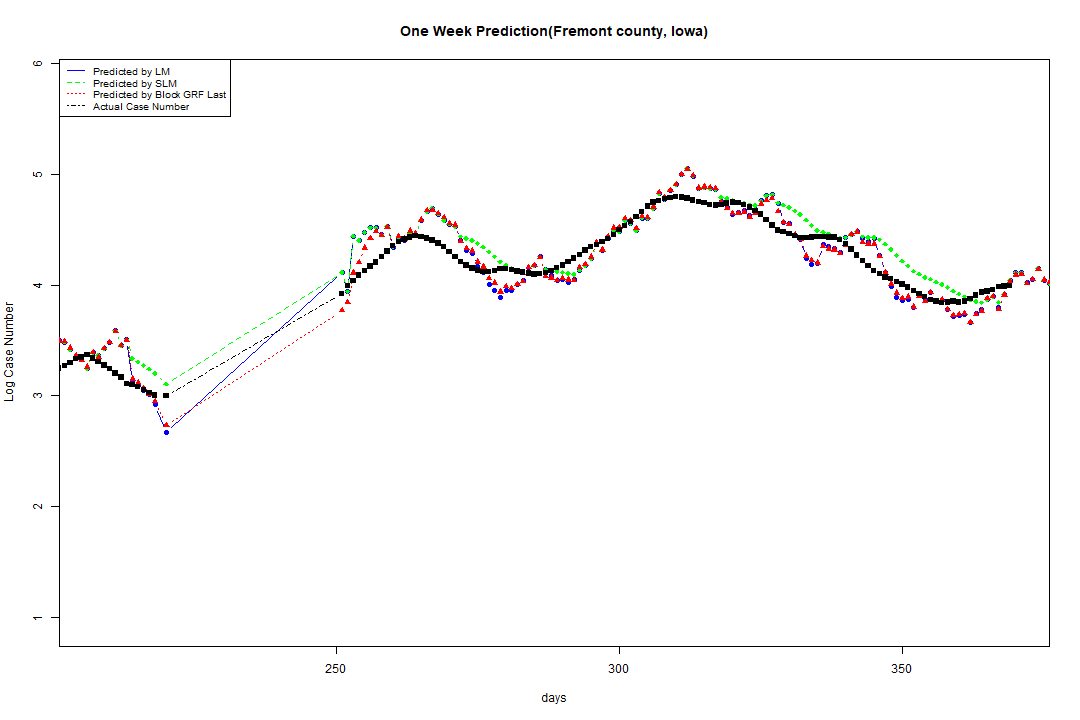 One Week Prediction(Fremont county, Iowa)
Predicted by LM
Predicted by SLM
Predicted by Block GRF Last
Actual Case Number
6
5
4
3
2
1
Log Case Number
250 300 350
days